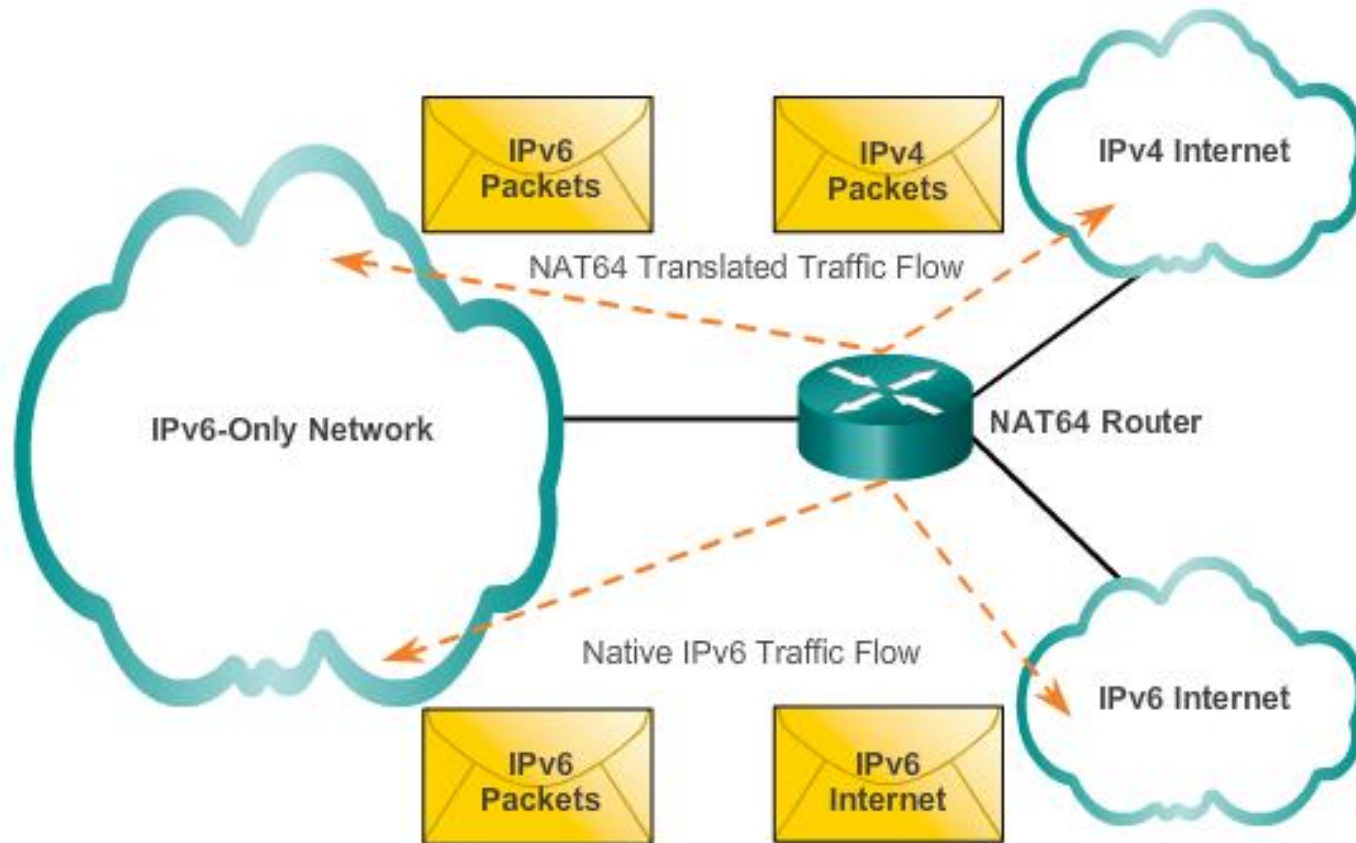 IPv6
Packets
IPv4
Packets
IPv4 Internet
NAT64 Translated Traffic Flow
IPv6-Only Network
NAT64 Router
Native IPv6 Traffic Flow
IPv6 Internet
IPv6
Packets
IPv6
Internet